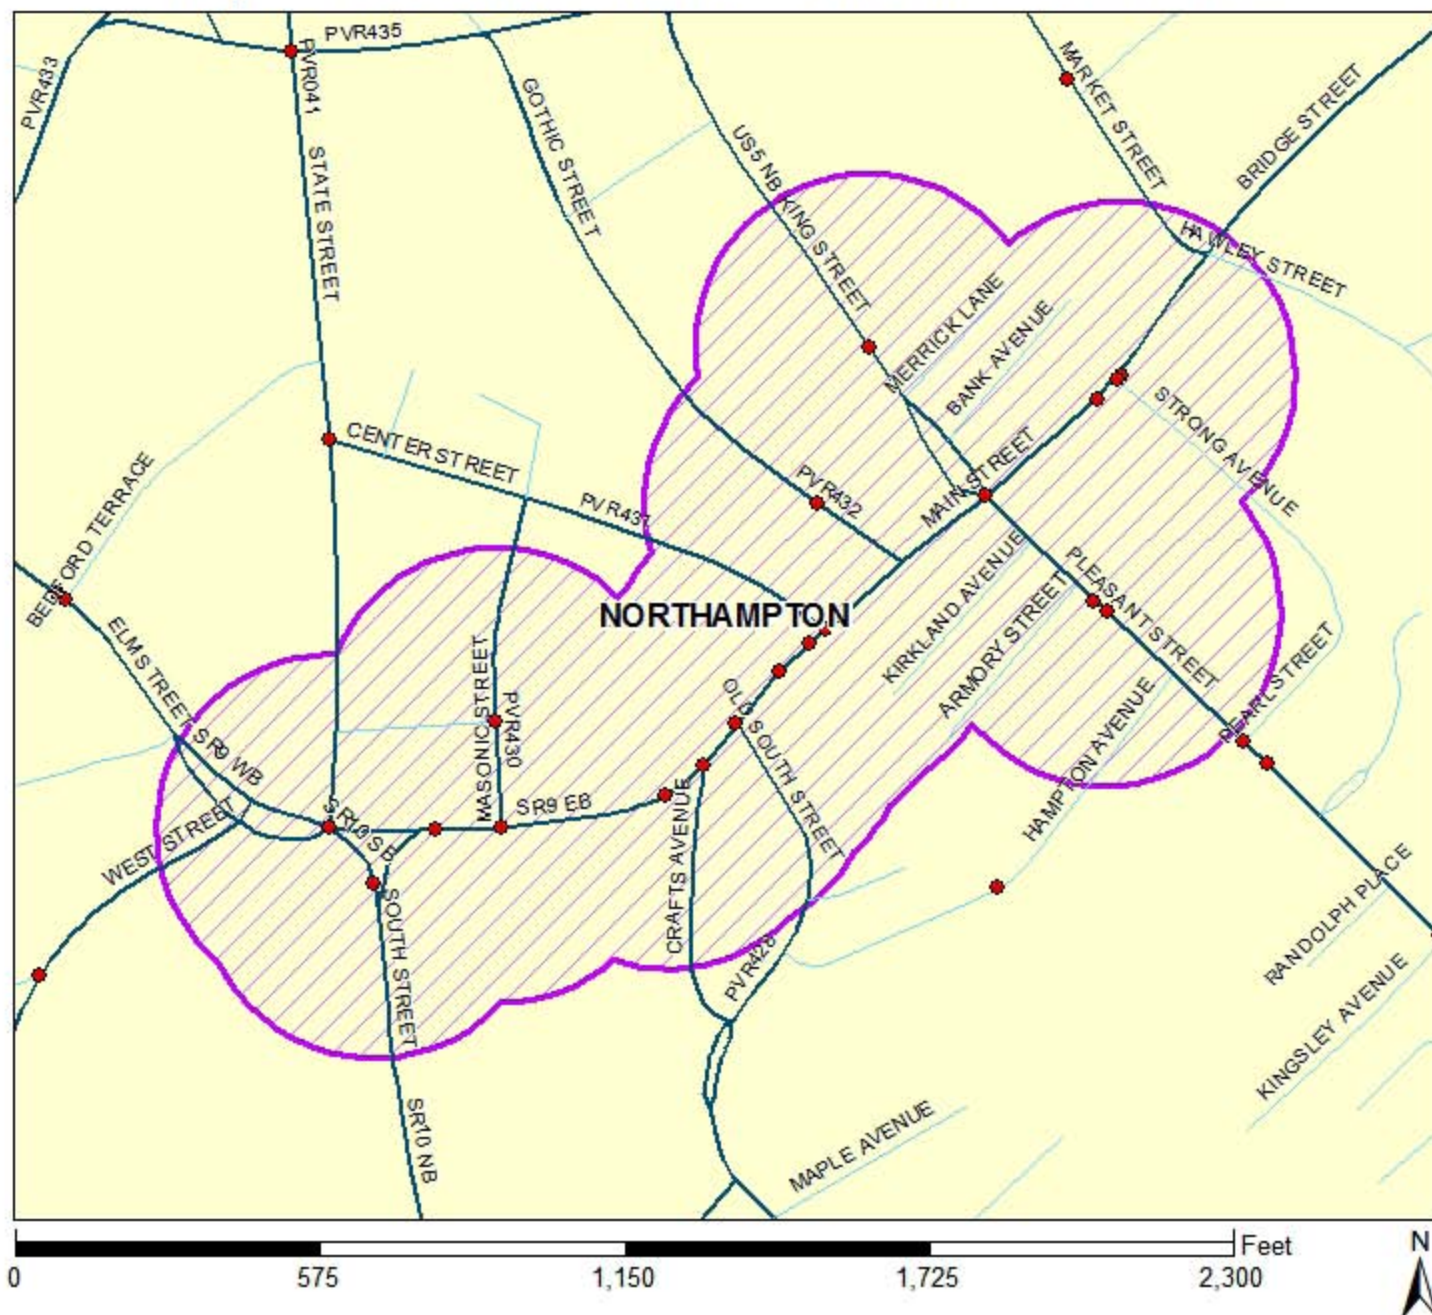 PVR435
PVR433
PVR041
MARKET STREET
BRIDGE STREET
GOTHIC STREET
US5 NB
KING STREET
STATE STREET
HAWLEY STREET
MERRICK LANE
BANK AVENUE
STRONG AVENUE
CENTER STREET
MAIN STREET
PVR432
PVR431
BEDFORD TERRACE
KIRKLAND AVENUE
PLEASANT STREET
ARMORY STREET
NORTHAMPTON
ELM STREET
PEARL STREET
MASONIC STREET
PVR430
OLD SOUTH STREET
HAMPTON AVENUE
SR9 WB
SR9 EB
SR10 SB
WEST STREET
CRAFTS AVENUE
SOUTH STREET
PVR428
RANDOLPH PLACE
KINGSLEY AVENUE
SR10 NB
MAPLE AVENUE
Feet
N
0 575 1,150 1,725 2,300